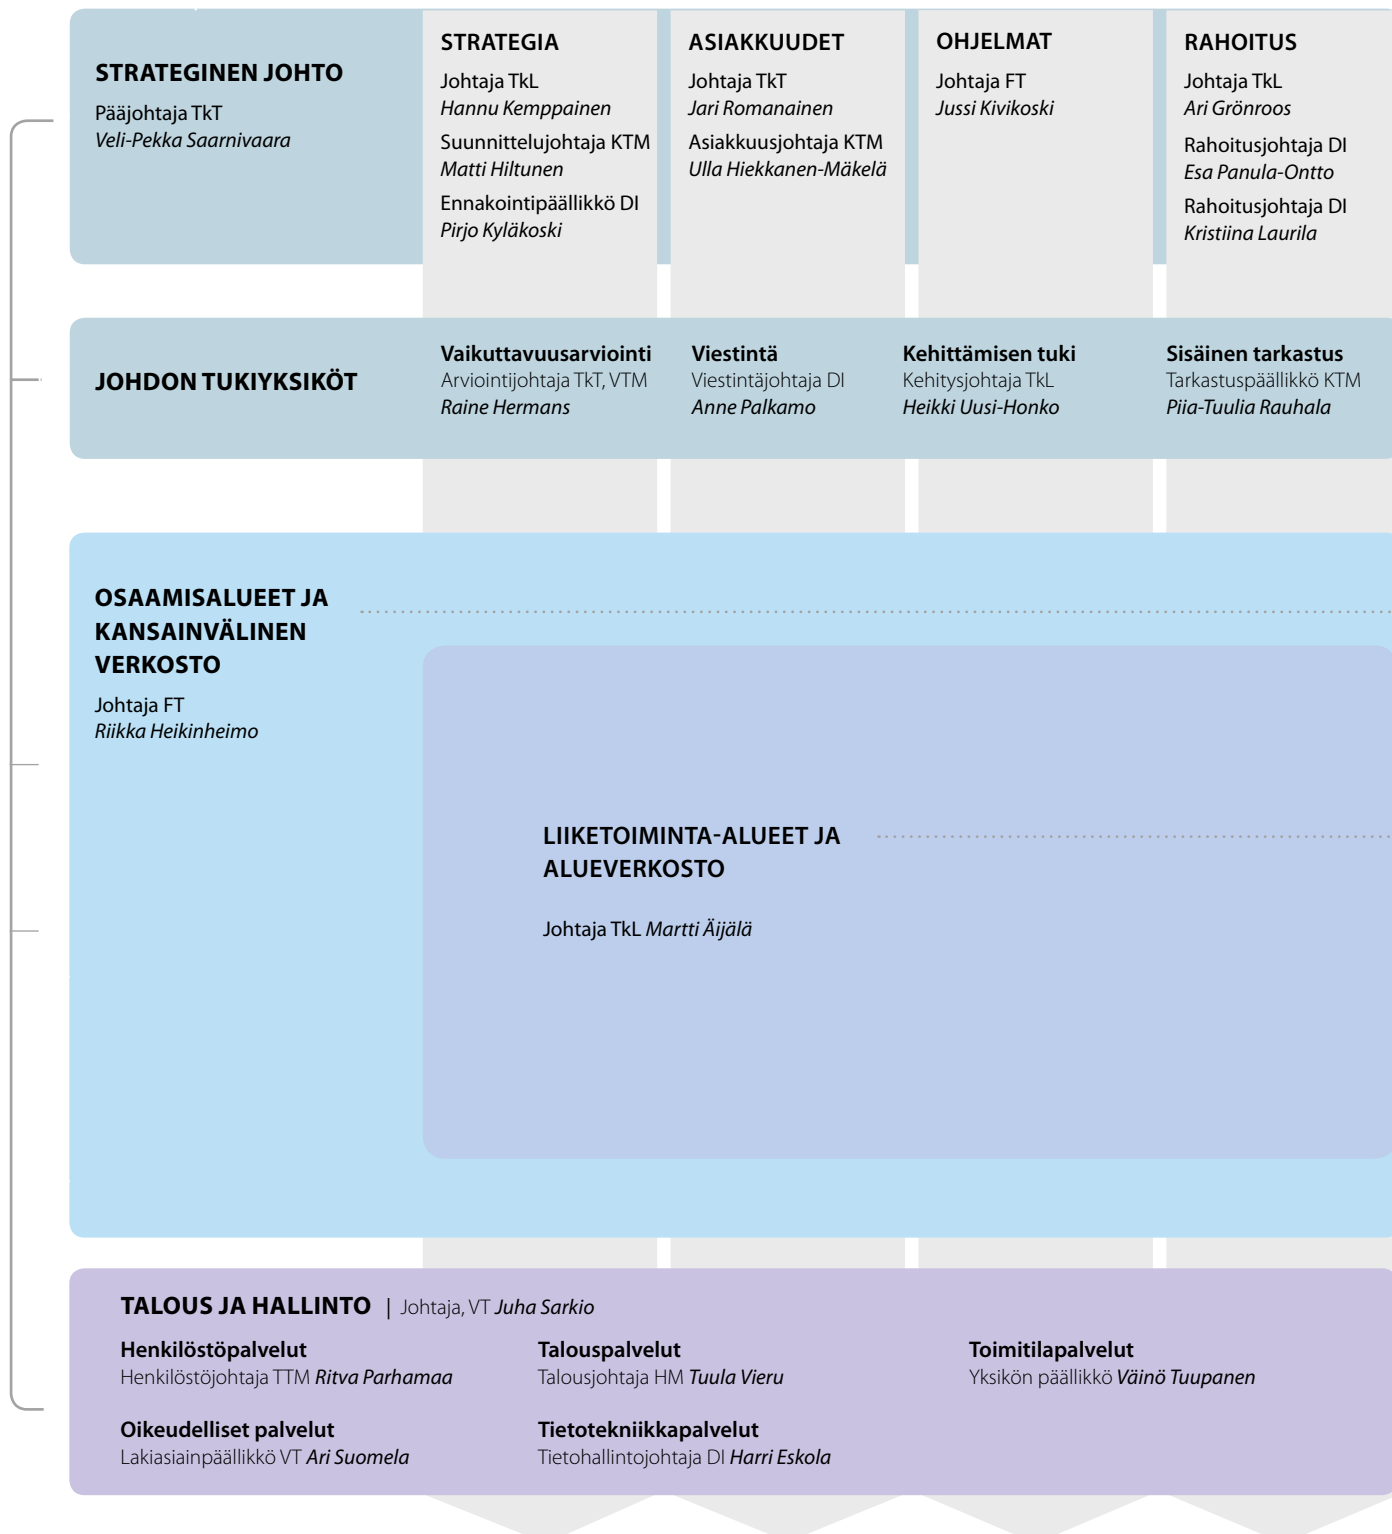 STRATEGINEN JOHTO
Pääjohtaja TkT
Veli-Pekka Saarnivaara
STRATEGIA
Johtaja TkL
Hannu Kemppainen
Suunnittelujohtaja KTM
Matti Hiltunen
Ennakointipäällikkö DI
Pirjo Kyläkoski
ASIAKKUUDET
Johtaja TkT
Jari Romanainen
Asiakkuusjohtaja KTM
Ulla Hiekkanen-Mäkelä
OHJELMAT
Johtaja FT
Jussi Kivikoski
RAHOITUS
Johtaja TkL
Ari Grönroos
Rahoitusjohtaja DI
Esa Panula-Ontto
Rahoitusjohtaja DI
Kristiina Laurila
JOHDON TUKIYKSIKÖT
Vaikuttavuusarviointi
Arviointijohtaja TkT, VTM
Raine Hermans
Viestintä
Viestintäjohtaja DI
Anne Palkamo
Kehittämisen tuki
Kehitysjohtaja TkL
Heikki Uusi-Honko
Sisäinen tarkastus
Tarkastuspäällikkö KTM
Piia-Tuulia Rauhala
OSAAMISALUEET JA
KANSAINVÄLINEN
VERKOSTO
Johtaja FT
Riikka Heikinheimo
LIIKETOIMINTA-ALUEET JA
ALUEVERKOSTO
Johtaja TkL Martti Äijälä
TALOUS JA HALLINTO | Johtaja, VT Juha Sarkio
Henkilöstöpalvelut
Henkilöstöjohtaja TTM Ritva Parhamaa
Talouspalvelut
Talousjohtaja HM Tuula Vieru
Toimitilapalvelut
Yksikön päällikkö Väinö Tuupanen
Oikeudelliset palvelut
Lakiasiainpäällikkö VT Ari Suomela
Tietotekniikkapalvelut
Tietohallintojohtaja DI Harri Eskola